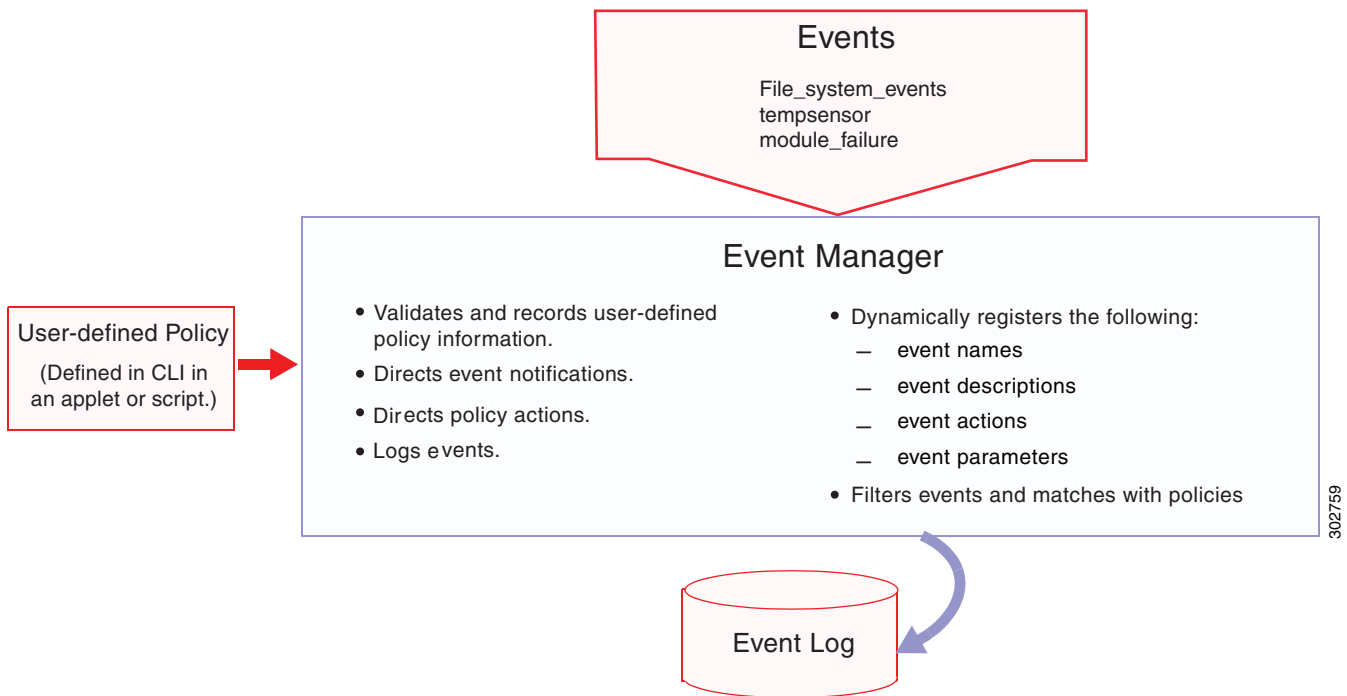 Events
File_system_events
tempsensor
module_failure
Event Manager
User-defined Policy
(Defined in CLI in
an applet or script.)
• Validates and records user-defined
policy information.
• Directs event notifications.
• Directs policy actions.
• Logs events.
• Dynamically registers the following:
– event names
– event descriptions
– event actions
– event parameters
• Filters events and matches with policies
302759
Event Log